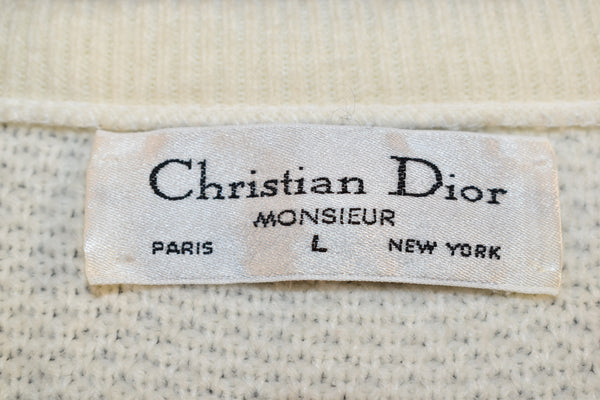 Christian Dior
MONSIEUR
PARIS L NEW YORK